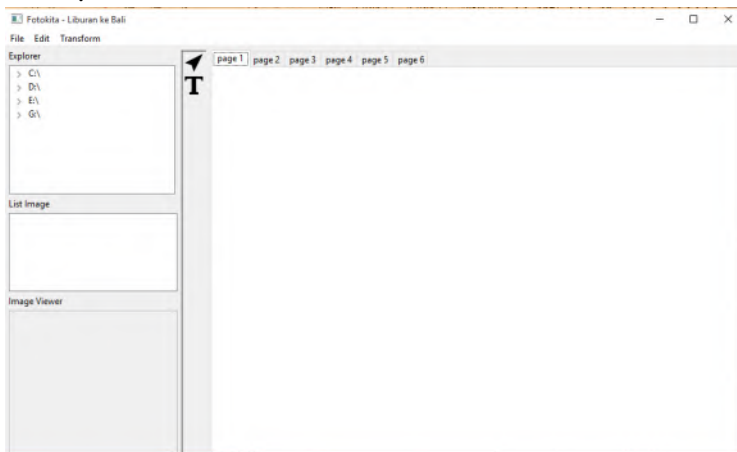 Fotokita - Liburan ke Bali
File Edit Transform
Explorer
C:\
D:\
E:\
G:\
T
page 1 page 2 page 3 page 4 page 5 page 6
List Image
Image Viewer